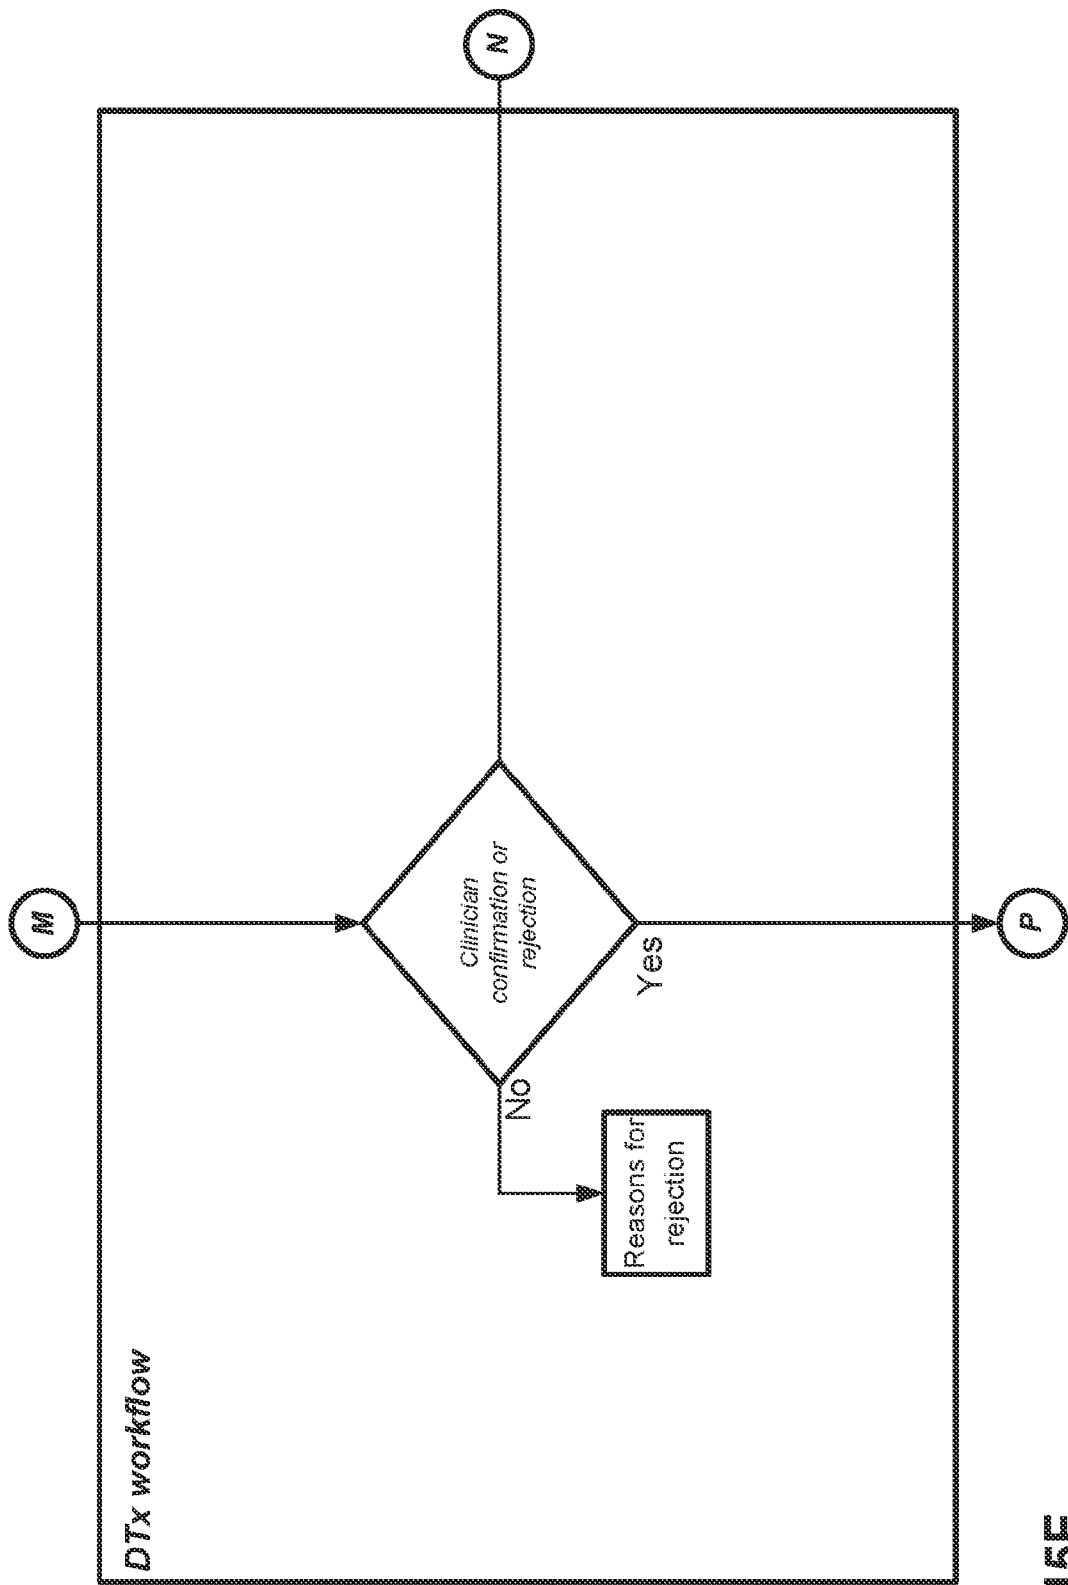 DTx workflow
M
Clinician
confirmation or
rejection
N
No
Yes
Reasons for
rejection
P